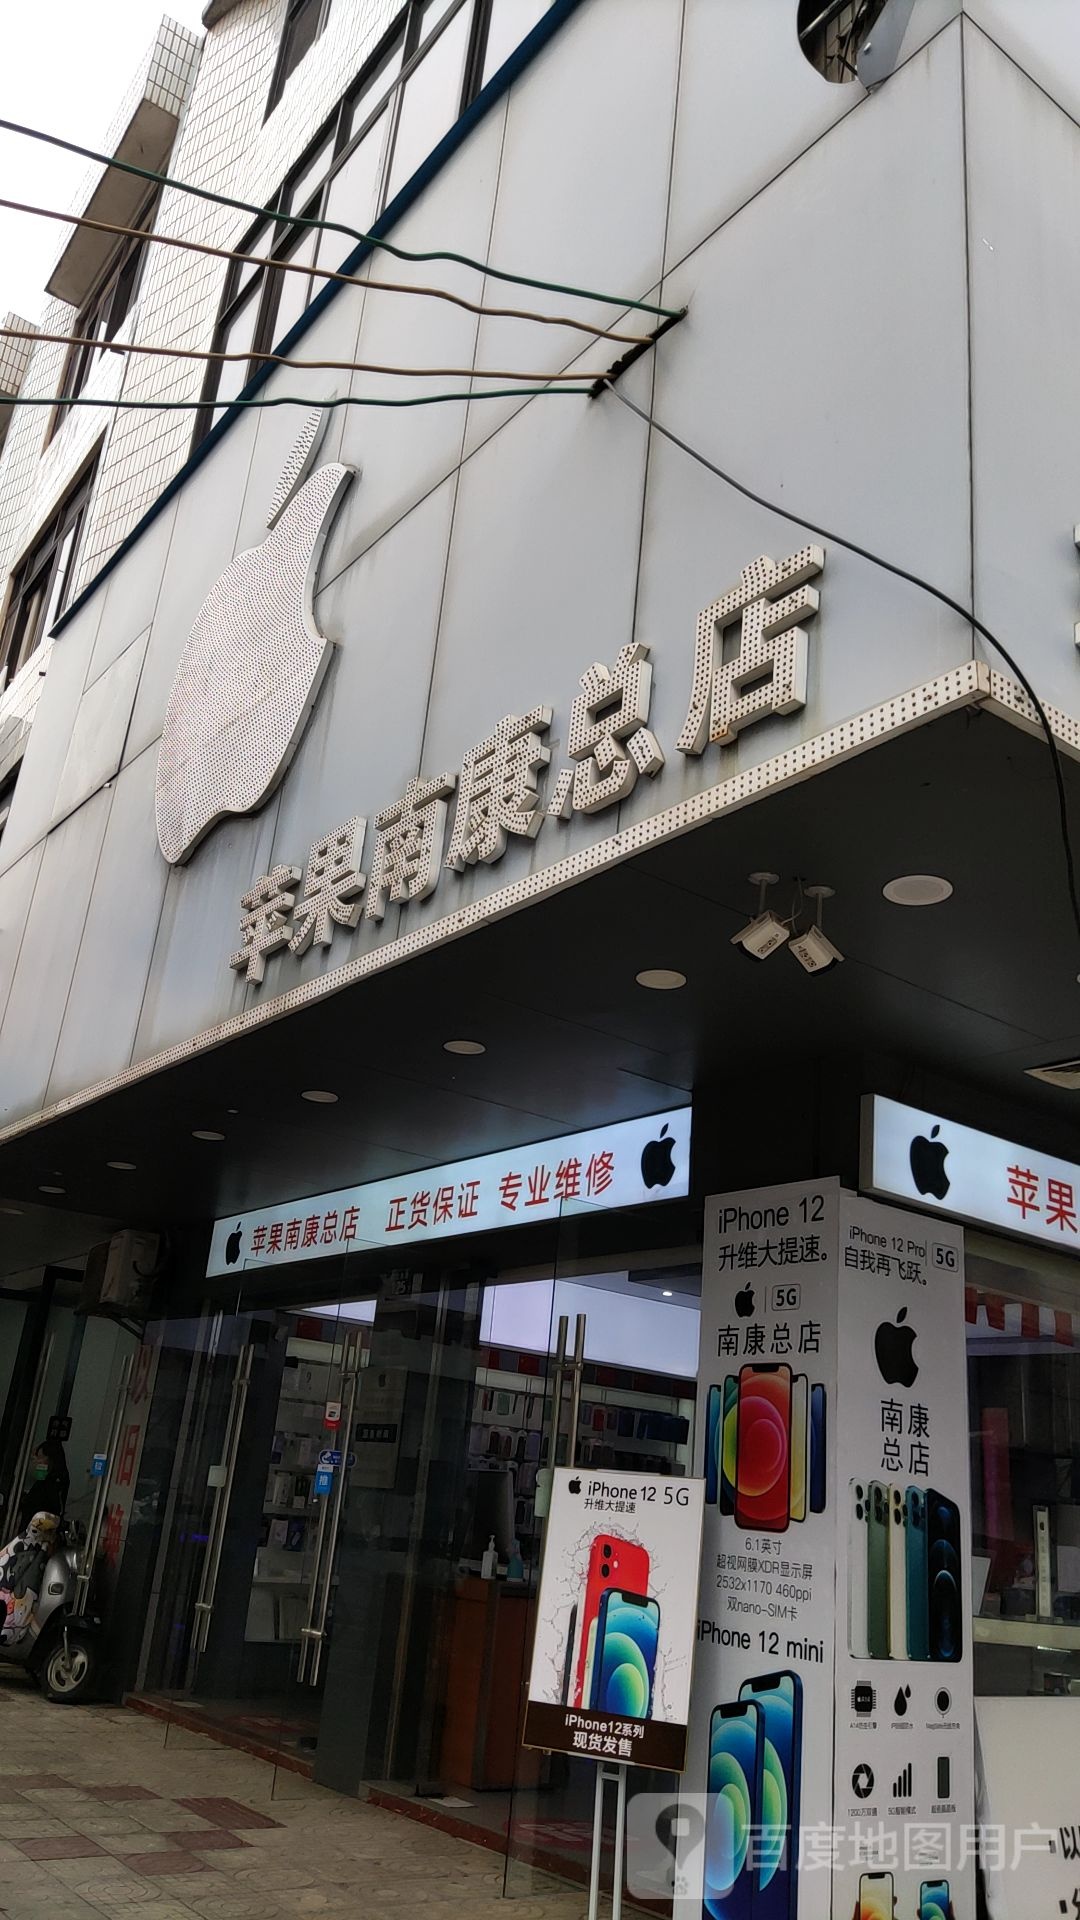 苹果南康总店
苹果南康总店 正货保证 专业维修
苹果
iPhone 12
升维大提速。
5G
南康总店
6.1英寸
超视网膜XDR显示屏
2532x1170 460ppi
双nano-SIM卡
iPhone 12 mini
iPhone 12 Pro 5G
自我再飞跃。
南康
总店
iPhone 12 5G
升维大提速
iPhone12系列
现货发售
以旧换
百度地图用户